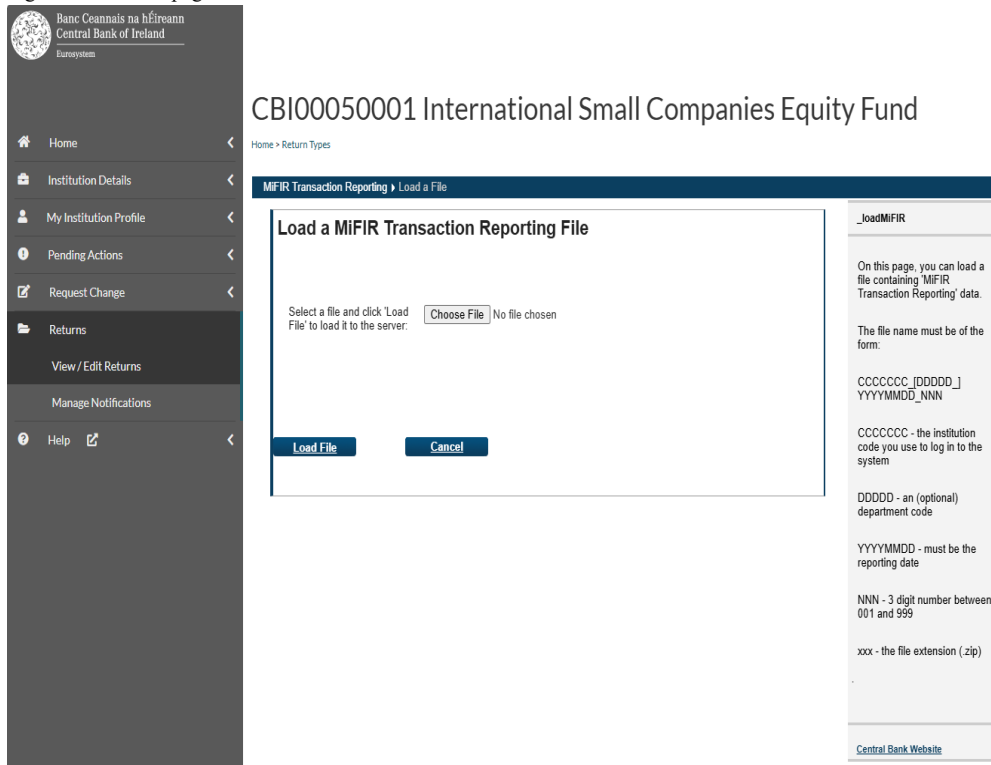 Banc Ceannais na hÉireann
Central Bank of Ireland
Eurosystem
CBI00050001 International Small Companies Equity Fund
Home > Return Types
Home
Institution Details
My Institution Profile
Pending Actions
Request Change
Returns
View / Edit Returns
Manage Notifications
Help
MiFIR Transaction Reporting Load a File
Load a MiFIR Transaction Reporting File
Select a file and click 'Load
File' to load it to the server:
Choose File No file chosen
Load File Cancel
_loadMiFIR
On this page, you can load a
file containing 'MiFIR
Transaction Reporting' data.
The file name must be of the
form:
CCCCCCC_[DDDDD_]
YYYYMMDD_NNN
CCCCCCC - the institution
code you use to log in to the
system
DDDDD - an (optional)
department code
YYYYMMDD - must be the
reporting date
NNN - 3 digit number between
001 and 999
xxx - the file extension (.zip)
.
Central Bank Website